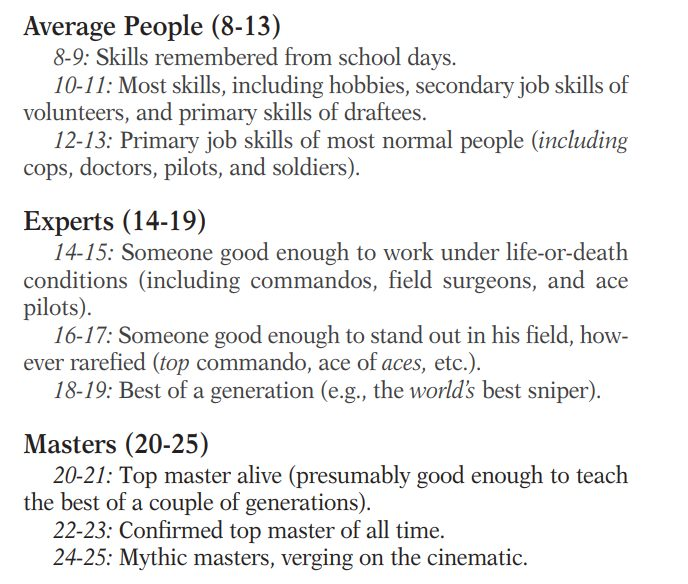 Average People (8-13)
8-9: Skills remembered from school days.
10-11: Most skills, including hobbies, secondary job skills of
volunteers, and primary skills of draftees.
12-13: Primary job skills of most normal people (including
cops, doctors, pilots, and soldiers).
Experts (14-19)
14-15: Someone good enough to work under life-or-death
conditions (including commandos, field surgeons, and ace
pilots).
16-17: Someone good enough to stand out in his field, how-
ever rarefied (top commando, ace of aces, etc.).
18-19: Best of a generation (e.g., the world's best sniper).
Masters (20-25)
20-21: Top master alive (presumably good enough to teach
the best of a couple of generations).
22-23: Confirmed top master of all time.
24-25: Mythic masters, verging on the cinematic.